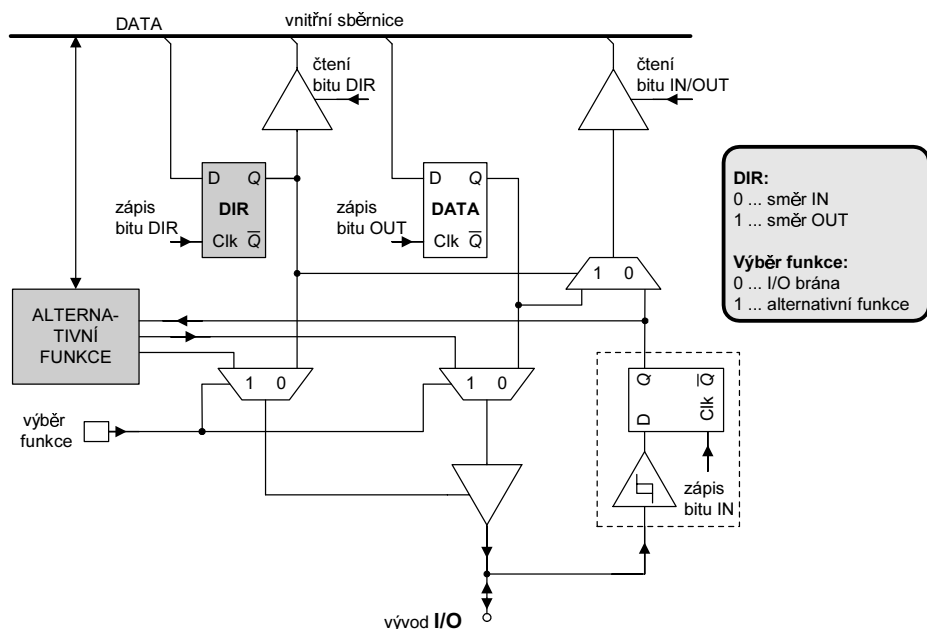 DATA
vnitřní sběrnice
čtení
bitu DIR
čtení
bitu IN/OUT
D Q
DIR
Clk Q
zápis
bitu DIR
D Q
DATA
Clk Q
zápis
bitu OUT
DIR:
0 ... směr IN
1 ... směr OUT
Výběr funkce:
0 ... I/O brána
1 ... alternativní funkce
1 0
ALTERNA-
TIVNÍ
FUNKCE
1 0
1 0
Q Q
D Clk
výběr
funkce
zápis
bitu IN
vývod I/O